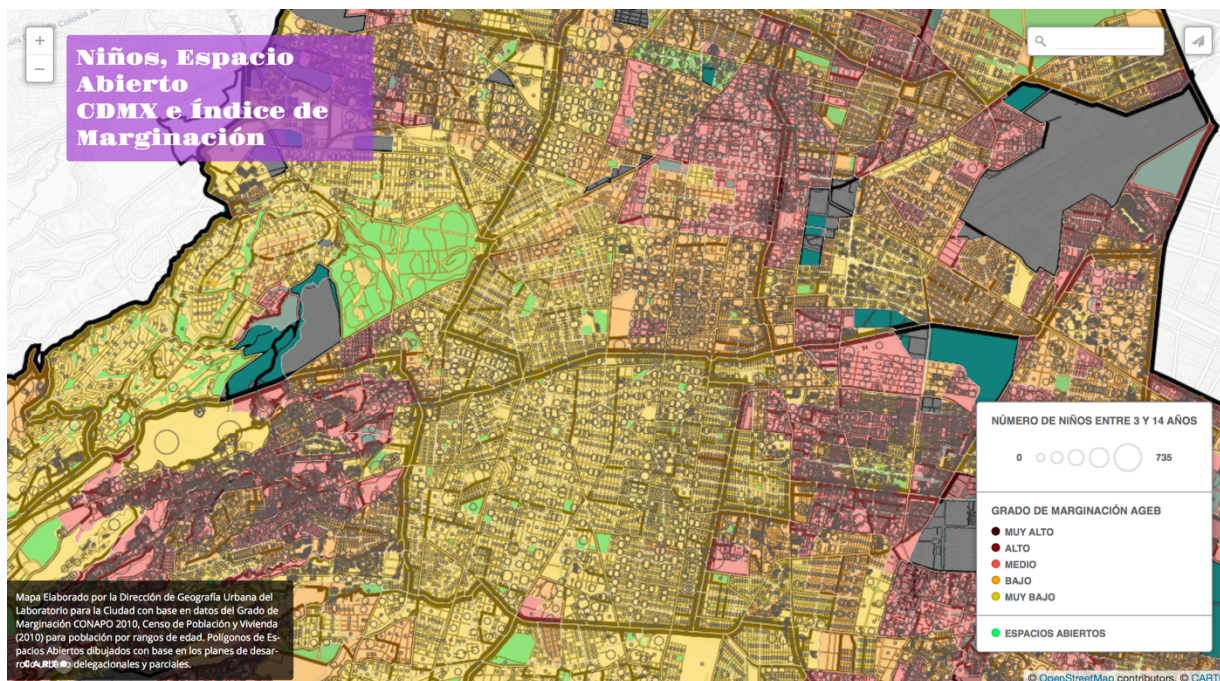 +
−
Niños, Espacio
Abierto
CDMX e Índice de
Marginación
NÚMERO DE NIÑOS ENTRE 3 Y 14 AÑOS
0 735
GRADO DE MARGINACIÓN AGEB
MUY ALTO
ALTO
MEDIO
BAJO
MUY BAJO
ESPACIOS ABIERTOS
Mapa Elaborado por la Dirección de Geografía Urbana del
Laboratorio para la Ciudad con base en datos del Grado de
Marginación CONAPO 2010, Censo de Población y Vivienda
(2010) para población por rangos de edad. Polígonos de Es-
pacios Abiertos dibujados con base en los planes de desar-
delegacionales y parciales.
© OpenStreetMap contributors, © CART